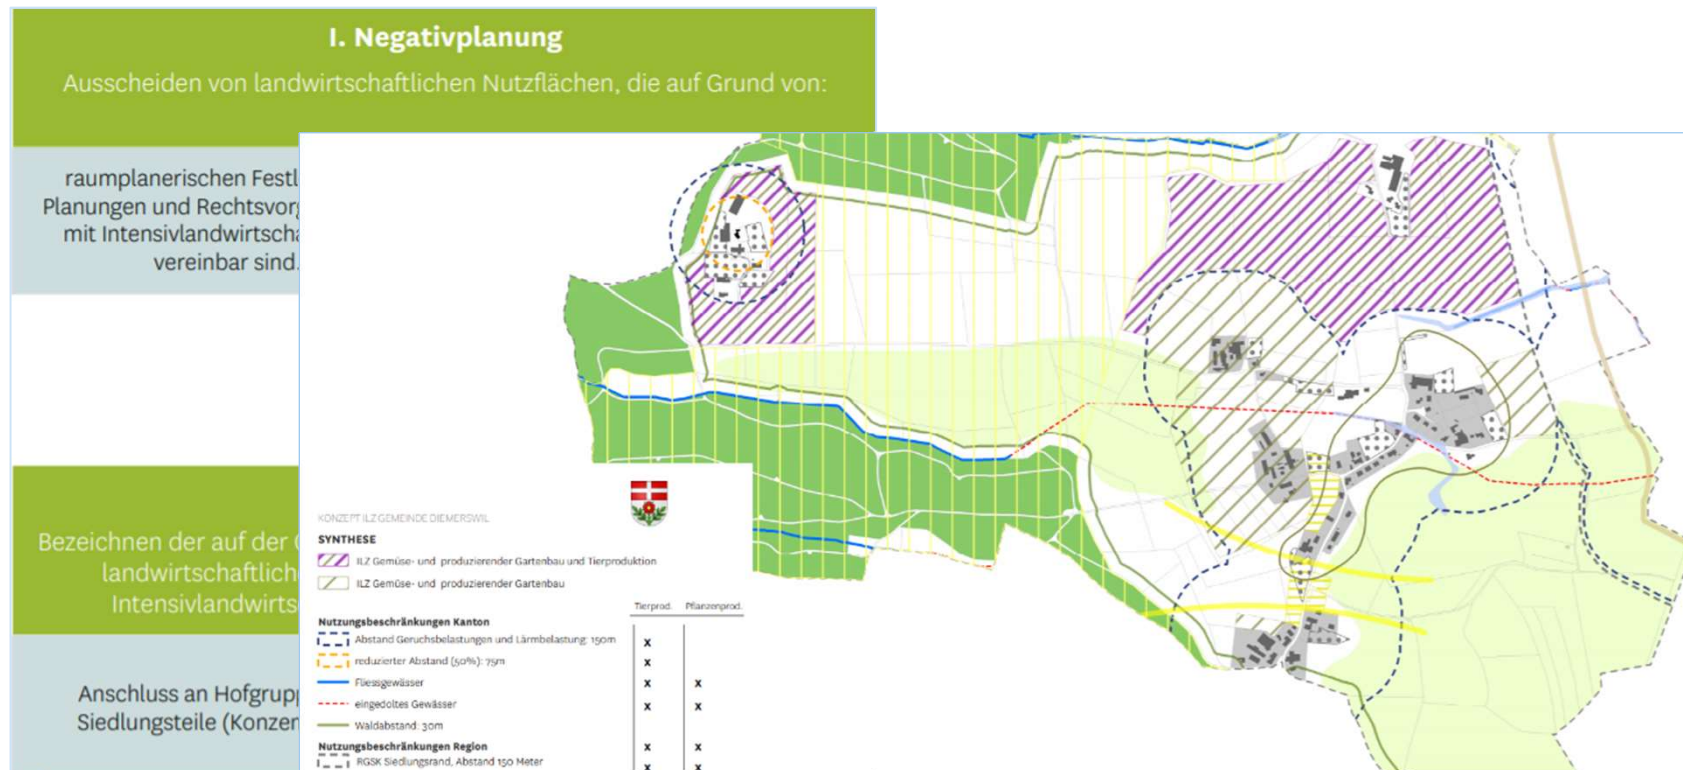 I. Negativplanung
Ausscheiden von landwirtschaftlichen Nutzflächen, die auf Grund von:
raumplanerischen Festl
Planungen und Rechtsvorg
mit Intensivlandwirtscha
vereinbar sind.
Bezeichnen der auf der
landwirtschaftlich
Intensivlandwirts
Anschluss an Hofgrupp
Siedlungsteile (Konzen
KONZEPT ILZ GEMEINDE DIEMERSWIL
SYNTHESE
ILZ Gemüse- und produzierender Gartenbau und Tierproduktion
ILZ Gemüse- und produzierender Gartenbau
Tierprod. Pflanzenprod.
Nutzungsbeschränkungen Kanton
Abstand Geruchsbelastungen und Lärmbelastung: 150m x
reduzierter Abstand (50%): 75m x
Fliessgewässer x x
eingedoltes Gewässer x x
Waldabstand: 30m
Nutzungsbeschränkungen Region x x
RGSK Siedlungsrand, Abstand 150 Meter x x